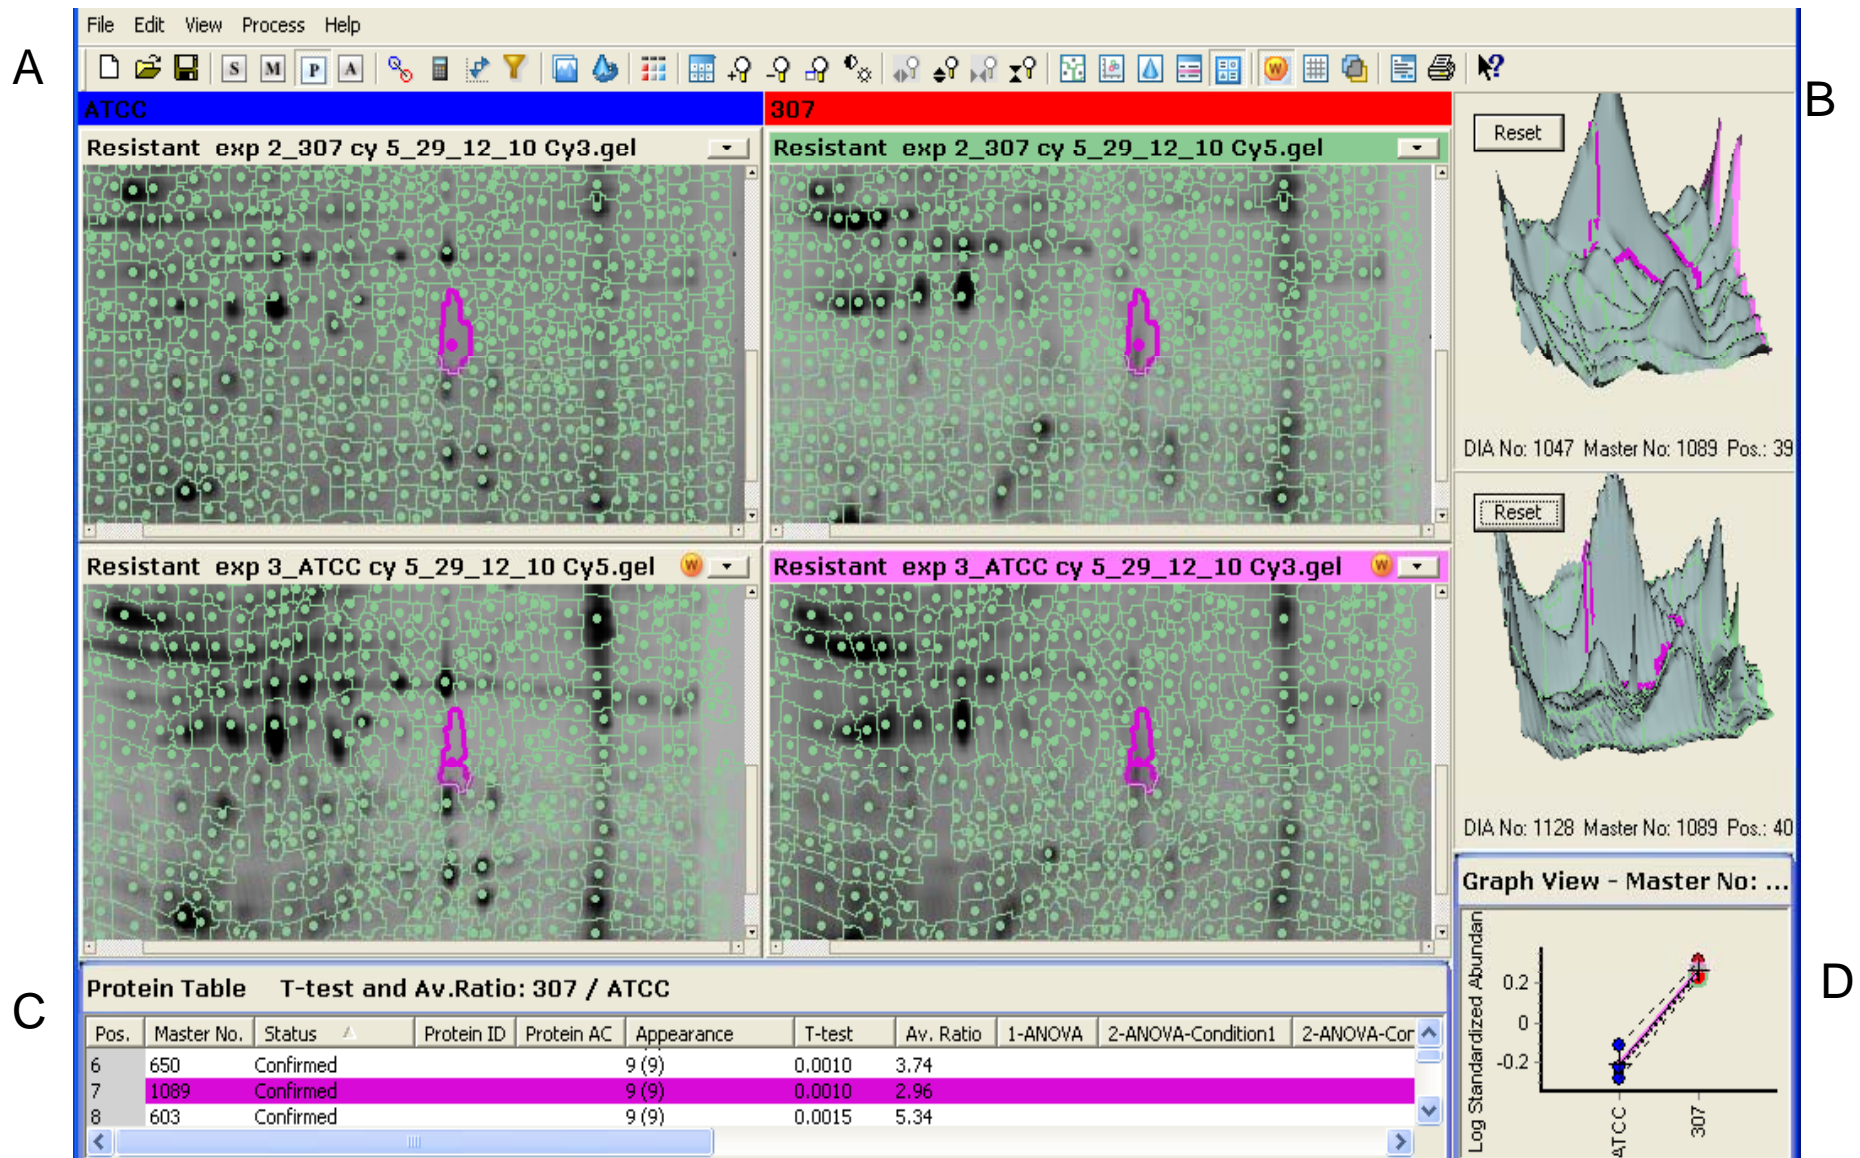 File Edit View Process Help
A
S M P A
W
B
ATCC
307
Resistant exp 2_307 cy 5_29_12_10 Cy3.gel
Resistant exp 2_307 cy 5_29_12_10 Cy5.gel
Reset
DIA No: 1047 Master No: 1089 Pos.: 39
Resistant exp 3_ATCC cy 5_29_12_10 Cy5.gel W
Resistant exp 3_ATCC cy 5_29_12_10 Cy3.gel W
Reset
DIA No: 1128 Master No: 1089 Pos.: 40
C
Protein Table T-test and Av.Ratio: 307 / ATCC
Pos. Master No. Status Protein ID Protein AC Appearance T-test Av. Ratio 1-ANOVA 2-ANOVA-Condition1 2-ANOVA-Cor
6 650 Confirmed 9 (9) 0.0010 3.74
7 1089 Confirmed 9 (9) 0.0010 2.96
8 603 Confirmed 9 (9) 0.0015 5.34
Graph View - Master No: ...
D
Log Standardized Abundan
0.2
0
-0.2
ATCC
307